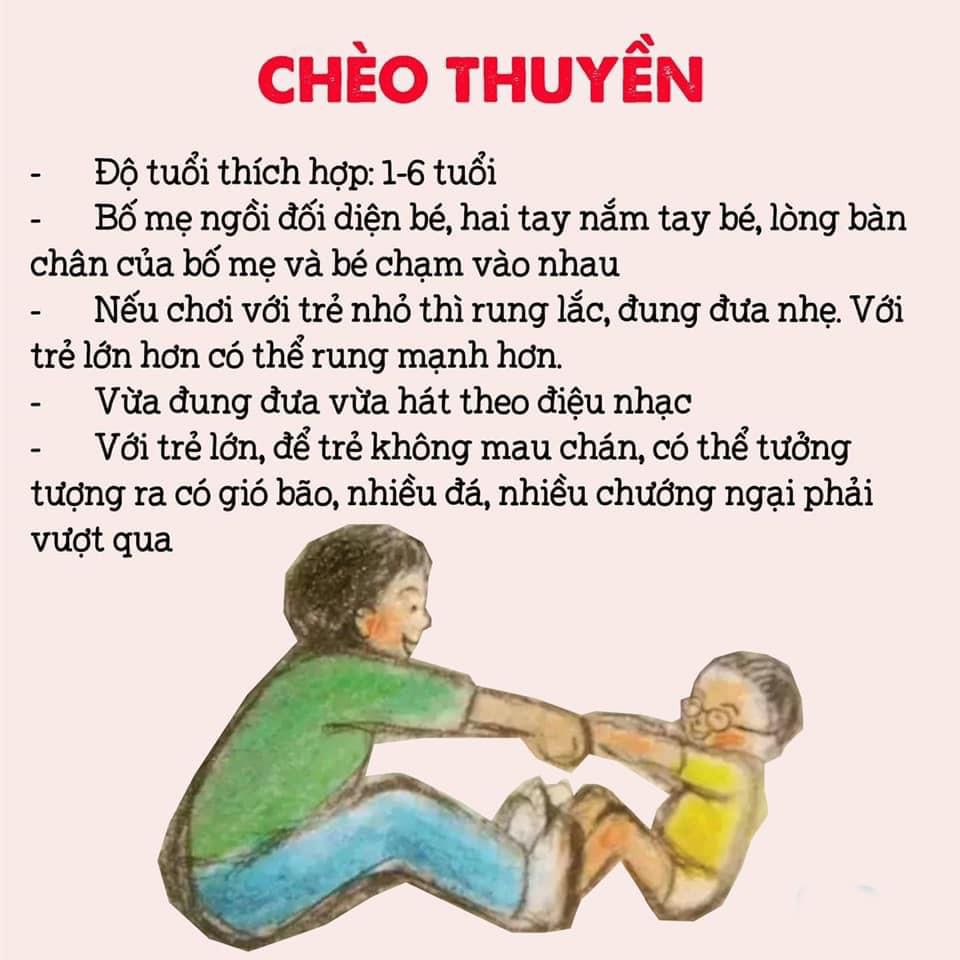 CHÈO THUYỀN
- Độ tuổi thích hợp: 1-6 tuổi
- Bố mẹ ngồi đối diện bé, hai tay nắm tay bé, lòng bàn
chân của bố mẹ và bé chạm vào nhau
- Nếu chơi với trẻ nhỏ thì rung lắc, đung đưa nhẹ. Với
trẻ lớn hơn có thể rung mạnh hơn.
- Vừa đung đưa vừa hát theo điệu nhạc
- Với trẻ lớn, để trẻ không mau chán, có thể tưởng
tượng ra có gió bão, nhiều đá, nhiều chướng ngại phải
vượt qua